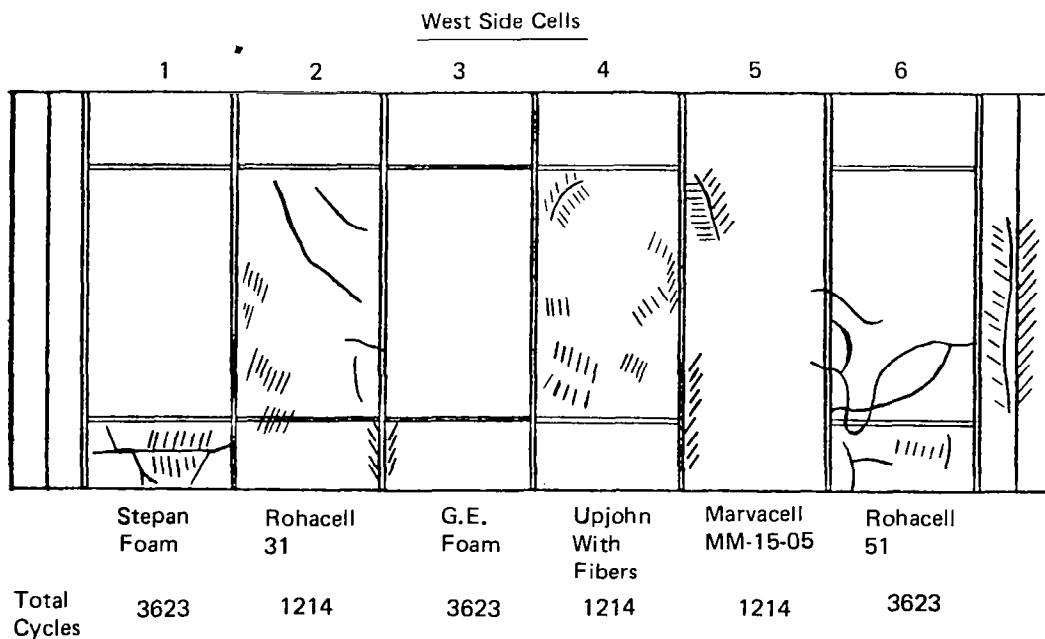 West Side Cells
1 2 3 4 5 6
Stepan Rohacell G.E. Upjohn Marvacell Rohacell
Foam 31 Foam With MM-15-05 51
Fibers
Total 3623 1214 3623 1214 1214 3623
Cycles